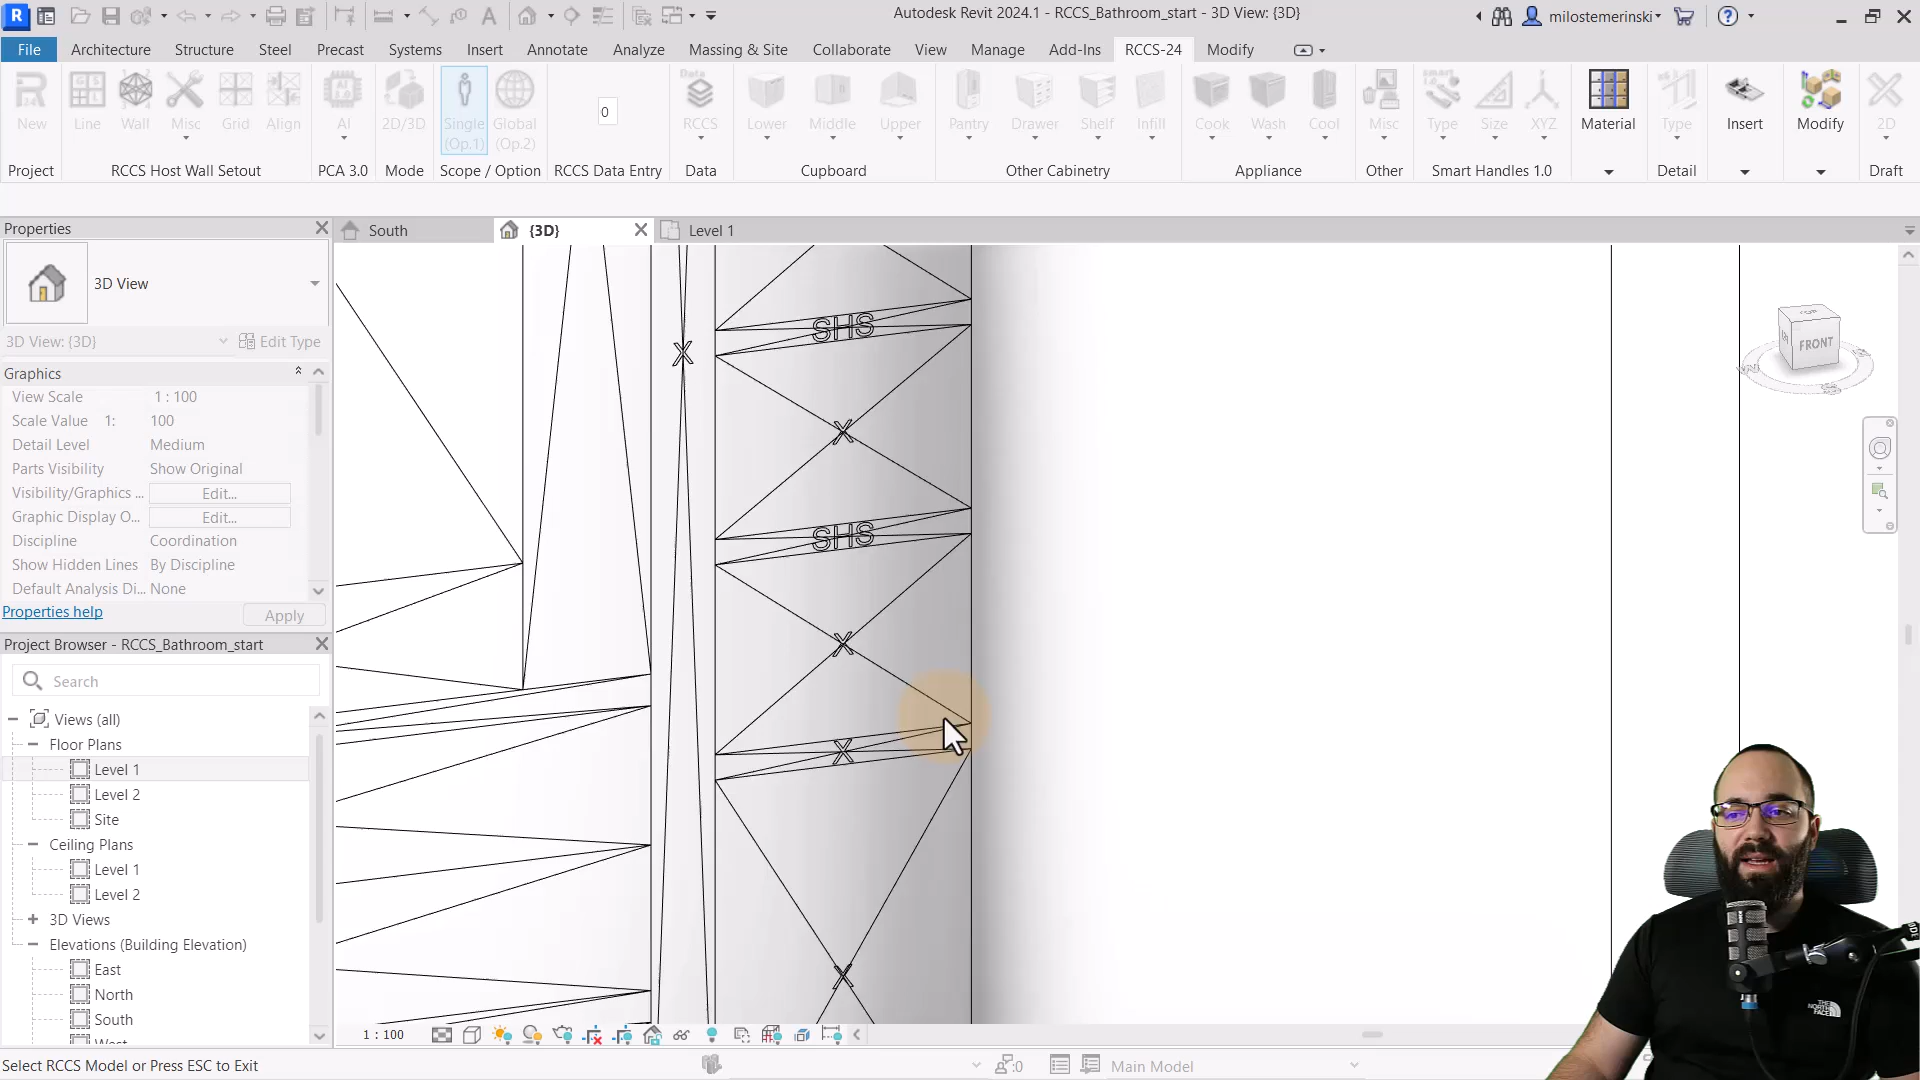 Autodesk Revit 2024.1 - RCCS_Bathroom_start - 3D View: {3D}
milostemerinski
File Architecture Structure Steel Precast Systems Insert Annotate Analyze Massing & Site Collaborate View Manage Add-Ins RCCS-24 Modify
New Line Wall Misc Grid Align AI 2D/3D Single (Op.1) Global (Op.2) 0 RCCS Lower Middle Upper Pantry Drawer Shelf Infill Cook Wash Cool Misc Type Size XYZ Material Type Insert Modify 2D
Project RCCS Host Wall Setout PCA 3.0 Mode Scope / Option RCCS Data Entry Data Cupboard Other Cabinetry Appliance Other Smart Handles 1.0 Detail Draft
Properties
South {3D} Level 1
3D View
3D View: {3D} Edit Type
Graphics
View Scale 1 : 100
Scale Value 1: 100
Detail Level Medium
Parts Visibility Show Original
Visibility/Graphics ... Edit...
Graphic Display O... Edit...
Discipline Coordination
Show Hidden Lines By Discipline
Default Analysis Di... None
Properties help Apply
Project Browser - RCCS_Bathroom_start
Search
Views (all)
Floor Plans
Level 1
Level 2
Site
Ceiling Plans
Level 1
Level 2
3D Views
Elevations (Building Elevation)
East
North
South
SHS
X
X
SHS
X
X
X
FRONT
THE NORTH FACE
1 : 100
Select RCCS Model or Press ESC to Exit
:0
Main Model